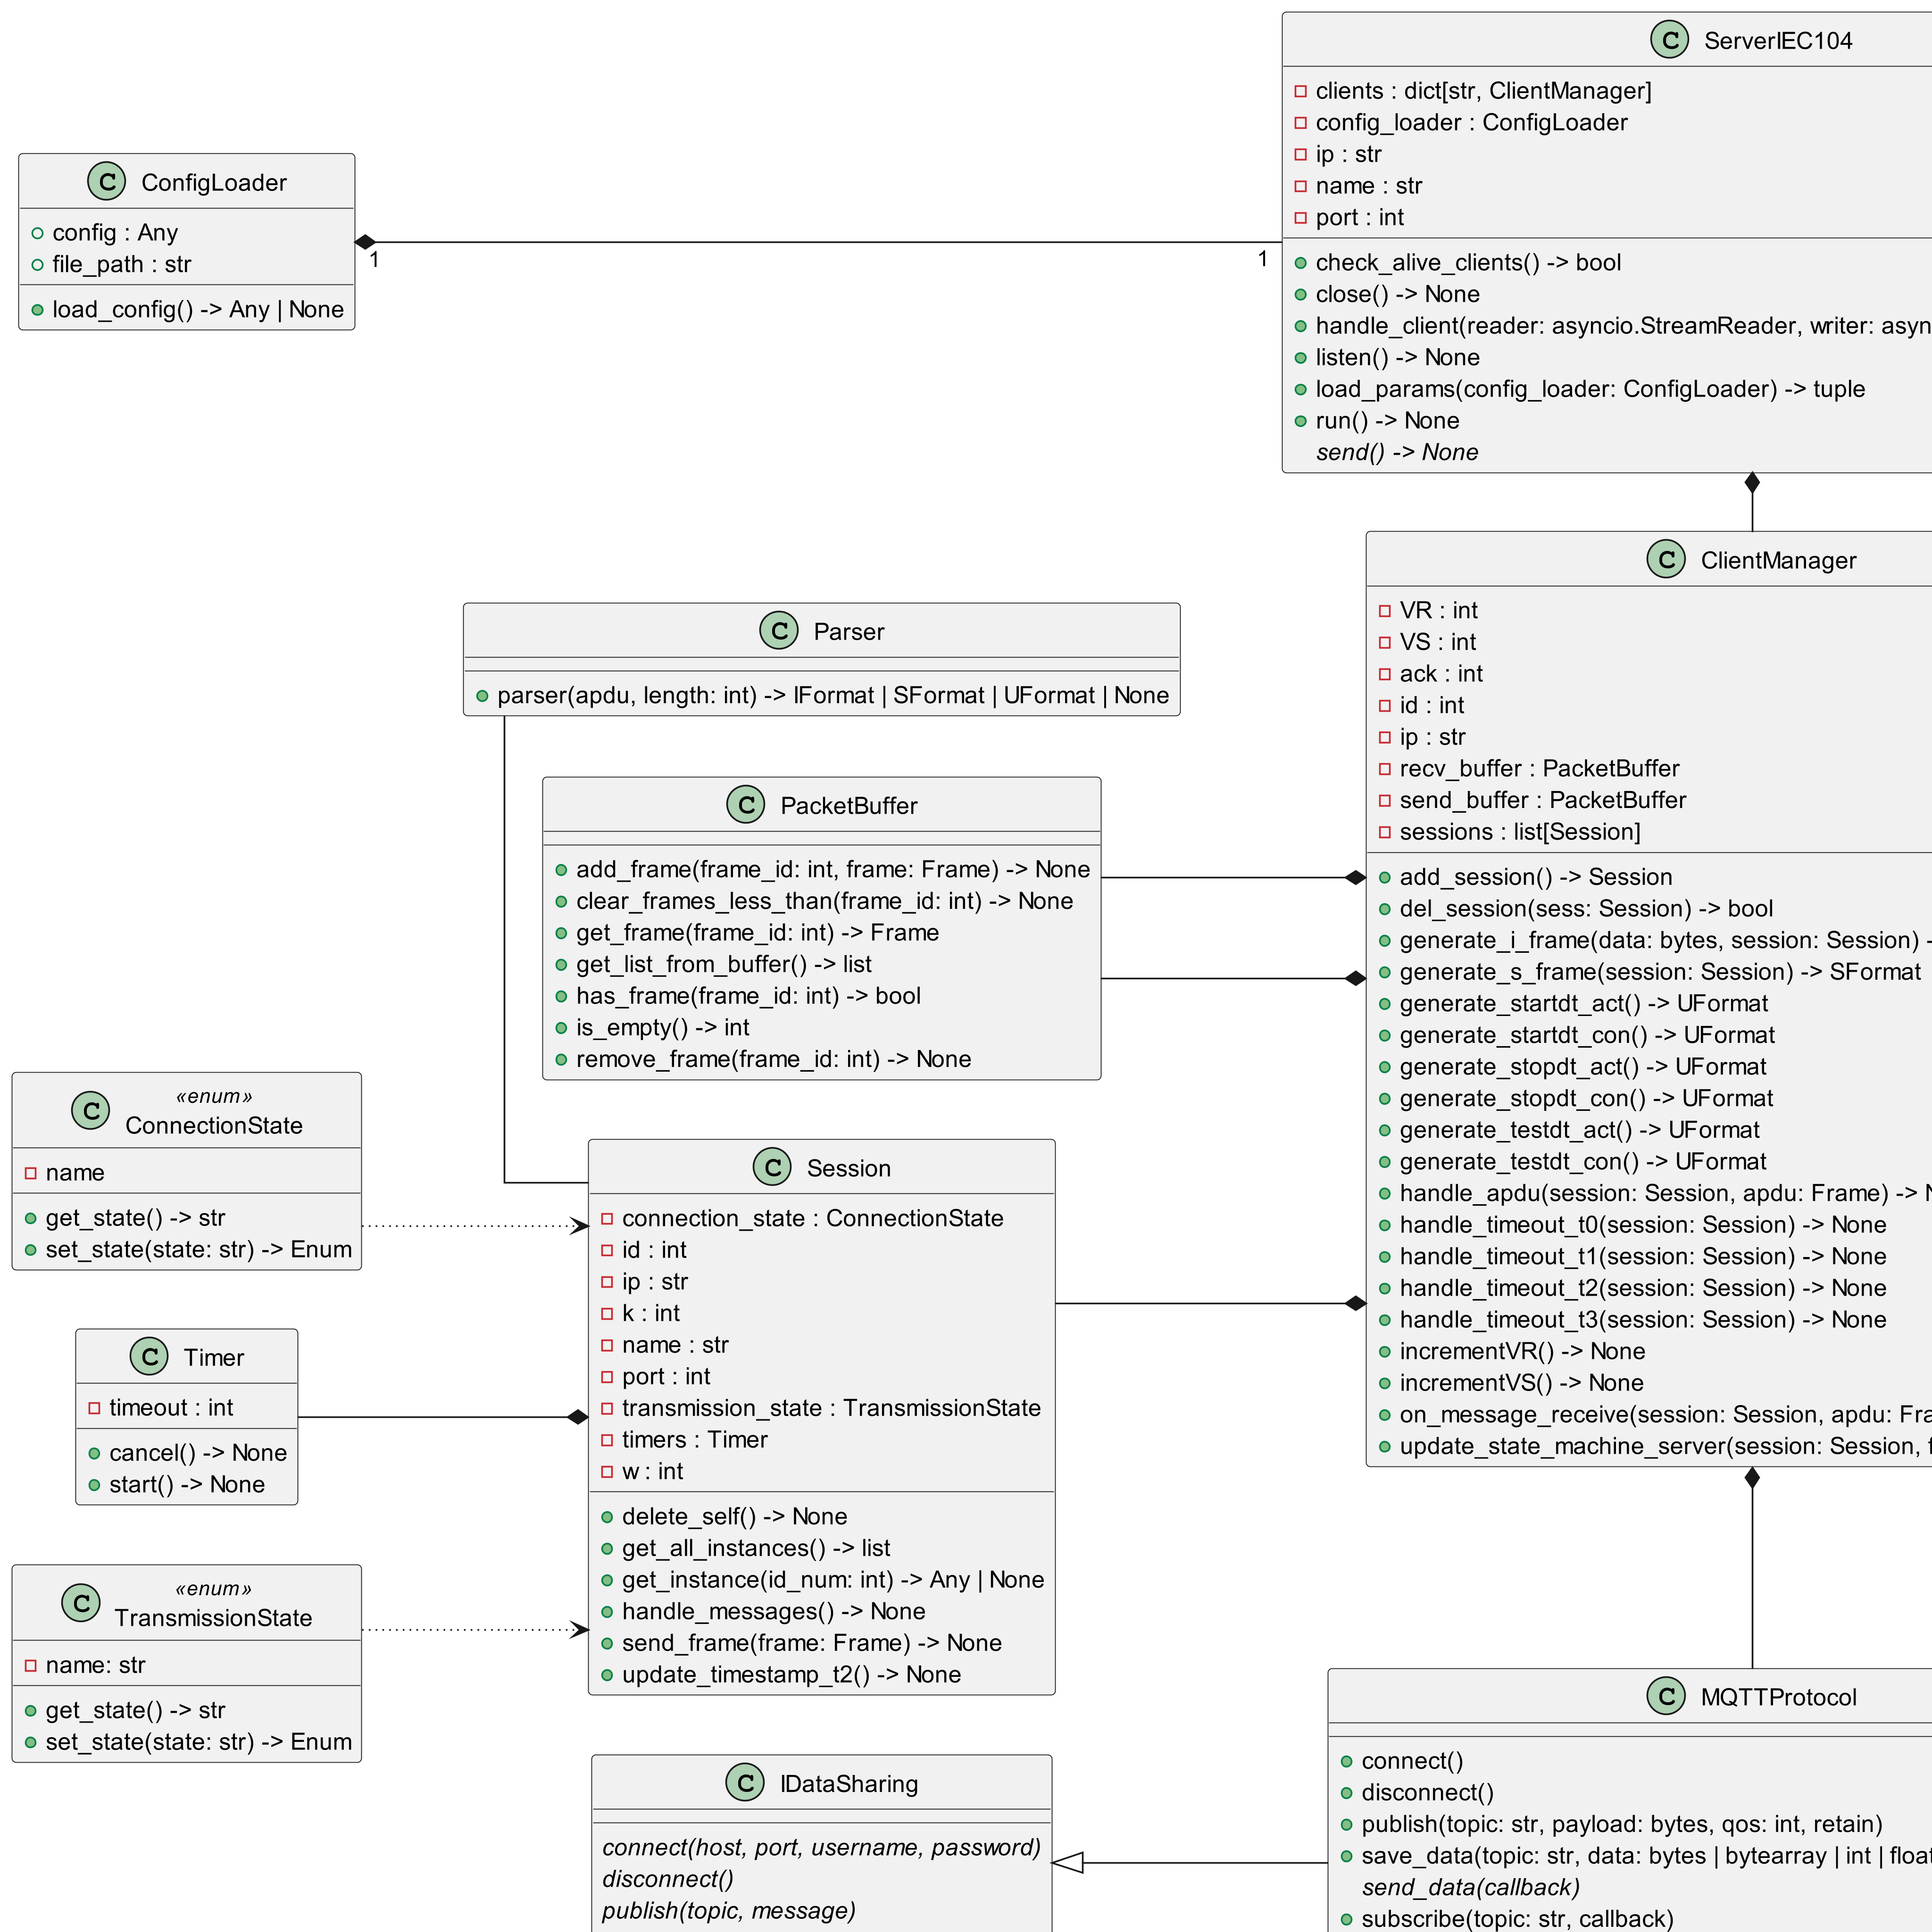 C ServerIEC104
clients : dict[str, ClientManager]
config_loader : ConfigLoader
ip : str
name : str
port : int
check_alive_clients() -> bool
close() -> None
handle_client(reader: asyncio.StreamReader, writer: asyn
listen() -> None
load_params(config_loader: ConfigLoader) -> tuple
run() -> None
send() -> None
C ConfigLoader
config : Any
file_path : str
load_config() -> Any | None
1
1
C ClientManager
VR : int
VS : int
ack : int
id : int
ip : str
recv_buffer : PacketBuffer
send_buffer : PacketBuffer
sessions : list[Session]
add_session() -> Session
del_session(sess: Session) -> bool
generate_i_frame(data: bytes, session: Session) -
generate_s_frame(session: Session) -> SFormat
generate_startdt_act() -> UFormat
generate_startdt_con() -> UFormat
generate_stopdt_act() -> UFormat
generate_stopdt_con() -> UFormat
generate_testdt_act() -> UFormat
generate_testdt_con() -> UFormat
handle_apdu(session: Session, apdu: Frame) -> N
handle_timeout_t0(session: Session) -> None
handle_timeout_t1(session: Session) -> None
handle_timeout_t2(session: Session) -> None
handle_timeout_t3(session: Session) -> None
incrementVR() -> None
incrementVS() -> None
on_message_receive(session: Session, apdu: Fra
update_state_machine_server(session: Session, f
C Parser
parser(apdu, length: int) -> IFormat | SFormat | UFormat | None
C PacketBuffer
add_frame(frame_id: int, frame: Frame) -> None
clear_frames_less_than(frame_id: int) -> None
get_frame(frame_id: int) -> Frame
get_list_from_buffer() -> list
has_frame(frame_id: int) -> bool
is_empty() -> int
remove_frame(frame_id: int) -> None
C «enum»
ConnectionState
name
get_state() -> str
set_state(state: str) -> Enum
C Session
connection_state : ConnectionState
id : int
ip : str
k : int
name : str
port : int
transmission_state : TransmissionState
timers : Timer
w : int
delete_self() -> None
get_all_instances() -> list
get_instance(id_num: int) -> Any | None
handle_messages() -> None
send_frame(frame: Frame) -> None
update_timestamp_t2() -> None
C Timer
timeout : int
cancel() -> None
start() -> None
C «enum»
TransmissionState
name: str
get_state() -> str
set_state(state: str) -> Enum
C MQTTProtocol
connect()
disconnect()
publish(topic: str, payload: bytes, qos: int, retain)
save_data(topic: str, data: bytes | bytearray | int | float
send_data(callback)
subscribe(topic: str, callback)
C IDataSharing
connect(host, port, username, password)
disconnect()
publish(topic, message)